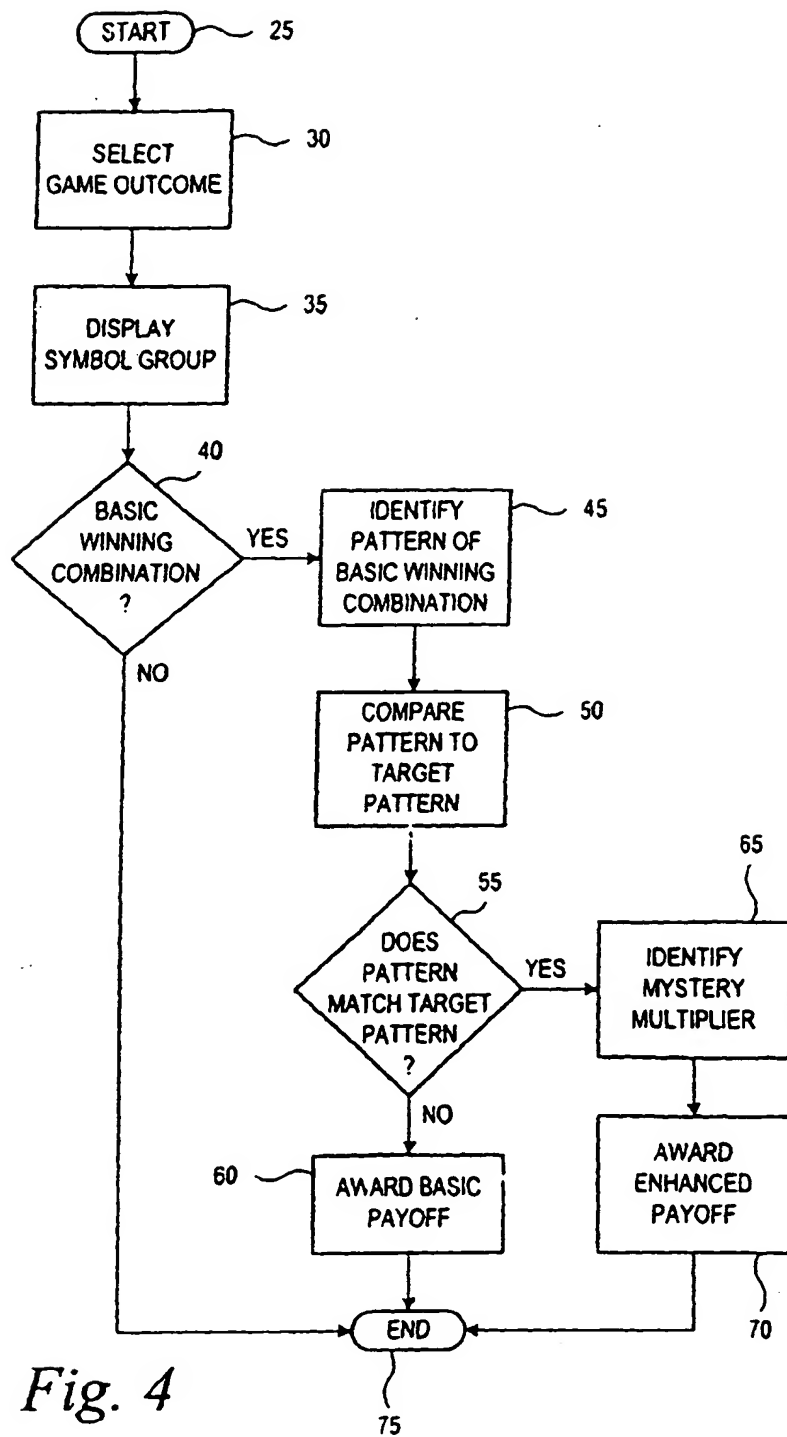 START
25
SELECT
GAME OUTCOME
30
DISPLAY
SYMBOL GROUP
35
BASIC
WINNING
COMBINATION
?
40
YES
NO
IDENTIFY
PATTERN OF
BASIC WINNING
COMBINATION
45
COMPARE
PATTERN TO
TARGET
PATTERN
50
DOES
PATTERN
MATCH TARGET
PATTERN
?
55
YES
NO
IDENTIFY
MYSTERY
MULTIPLIER
65
AWARD BASIC
PAYOFF
60
AWARD
ENHANCED
PAYOFF
70
END
75
Fig. 4